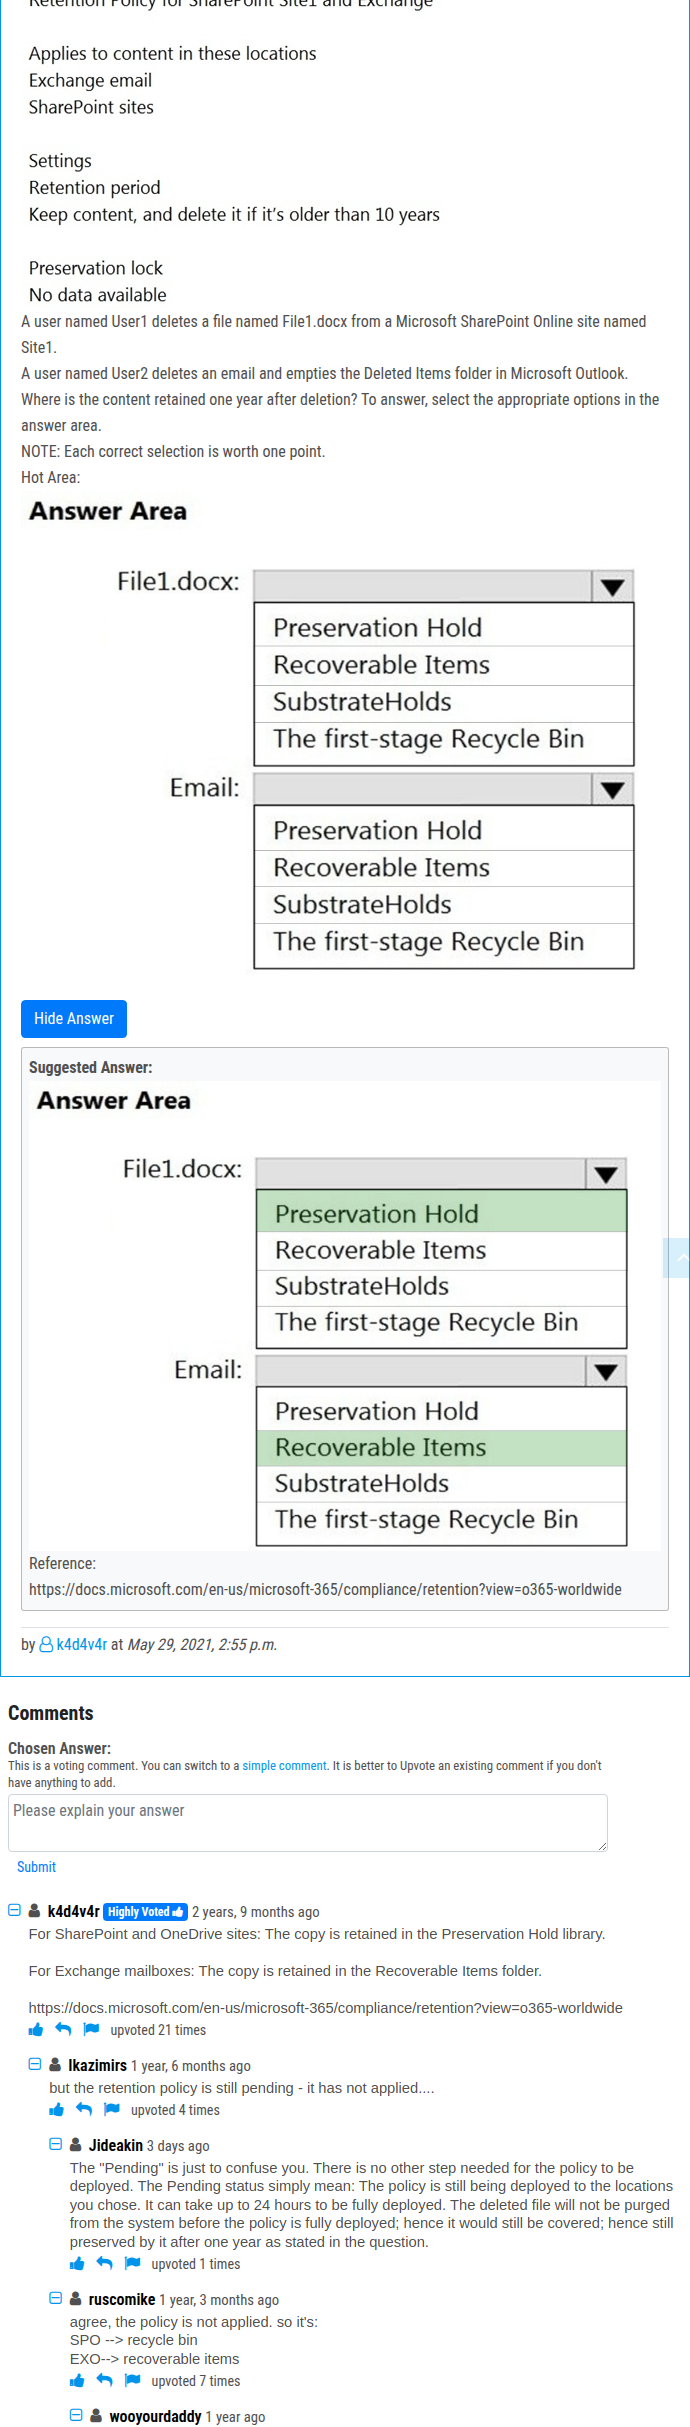 Retention Policy for SharePoint Site1 and Exchange
Applies to content in these locations
Exchange email
SharePoint sites
Settings
Retention period
Keep content, and delete it if it's older than 10 years
Preservation lock
No data available
A user named User1 deletes a file named File1.docx from a Microsoft SharePoint Online site named
Site1.
A user named User2 deletes an email and empties the Deleted Items folder in Microsoft Outlook.
Where is the content retained one year after deletion? To answer, select the appropriate options in the
answer area.
NOTE: Each correct selection is worth one point.
Hot Area:
Answer Area
File1.docx:
Preservation Hold
Recoverable Items
SubstrateHolds
The first-stage Recycle Bin
Email:
Preservation Hold
Recoverable Items
SubstrateHolds
The first-stage Recycle Bin
Hide Answer
Suggested Answer:
Answer Area
File1.docx:
Preservation Hold
Recoverable Items
SubstrateHolds
The first-stage Recycle Bin
Email:
Preservation Hold
Recoverable Items
SubstrateHolds
The first-stage Recycle Bin
Reference:
https://docs.microsoft.com/en-us/microsoft-365/compliance/retention?view=o365-worldwide
by k4d4v4r at May 29, 2021, 2:55 p.m.
Comments
Chosen Answer:
This is a voting comment. You can switch to a simple comment. It is better to Upvote an existing comment if you don't
have anything to add.
Please explain your answer
Submit
k4d4v4r Highly Voted 2 years, 9 months ago
For SharePoint and OneDrive sites: The copy is retained in the Preservation Hold library.
For Exchange mailboxes: The copy is retained in the Recoverable Items folder.
https://docs.microsoft.com/en-us/microsoft-365/compliance/retention?view=o365-worldwide
upvoted 21 times
lkazimirs 1 year, 6 months ago
but the retention policy is still pending - it has not applied....
upvoted 4 times
Jideakin 3 days ago
The "Pending" is just to confuse you. There is no other step needed for the policy to be
deployed. The Pending status simply mean: The policy is still being deployed to the locations
you chose. It can take up to 24 hours to be fully deployed. The deleted file will not be purged
from the system before the policy is fully deployed; hence it would still be covered; hence still
preserved by it after one year as stated in the question.
upvoted 1 times
ruscomike 1 year, 3 months ago
agree, the policy is not applied. so it's:
SPO --> recycle bin
EXO--> recoverable items
upvoted 7 times
wooyourdaddy 1 year ago